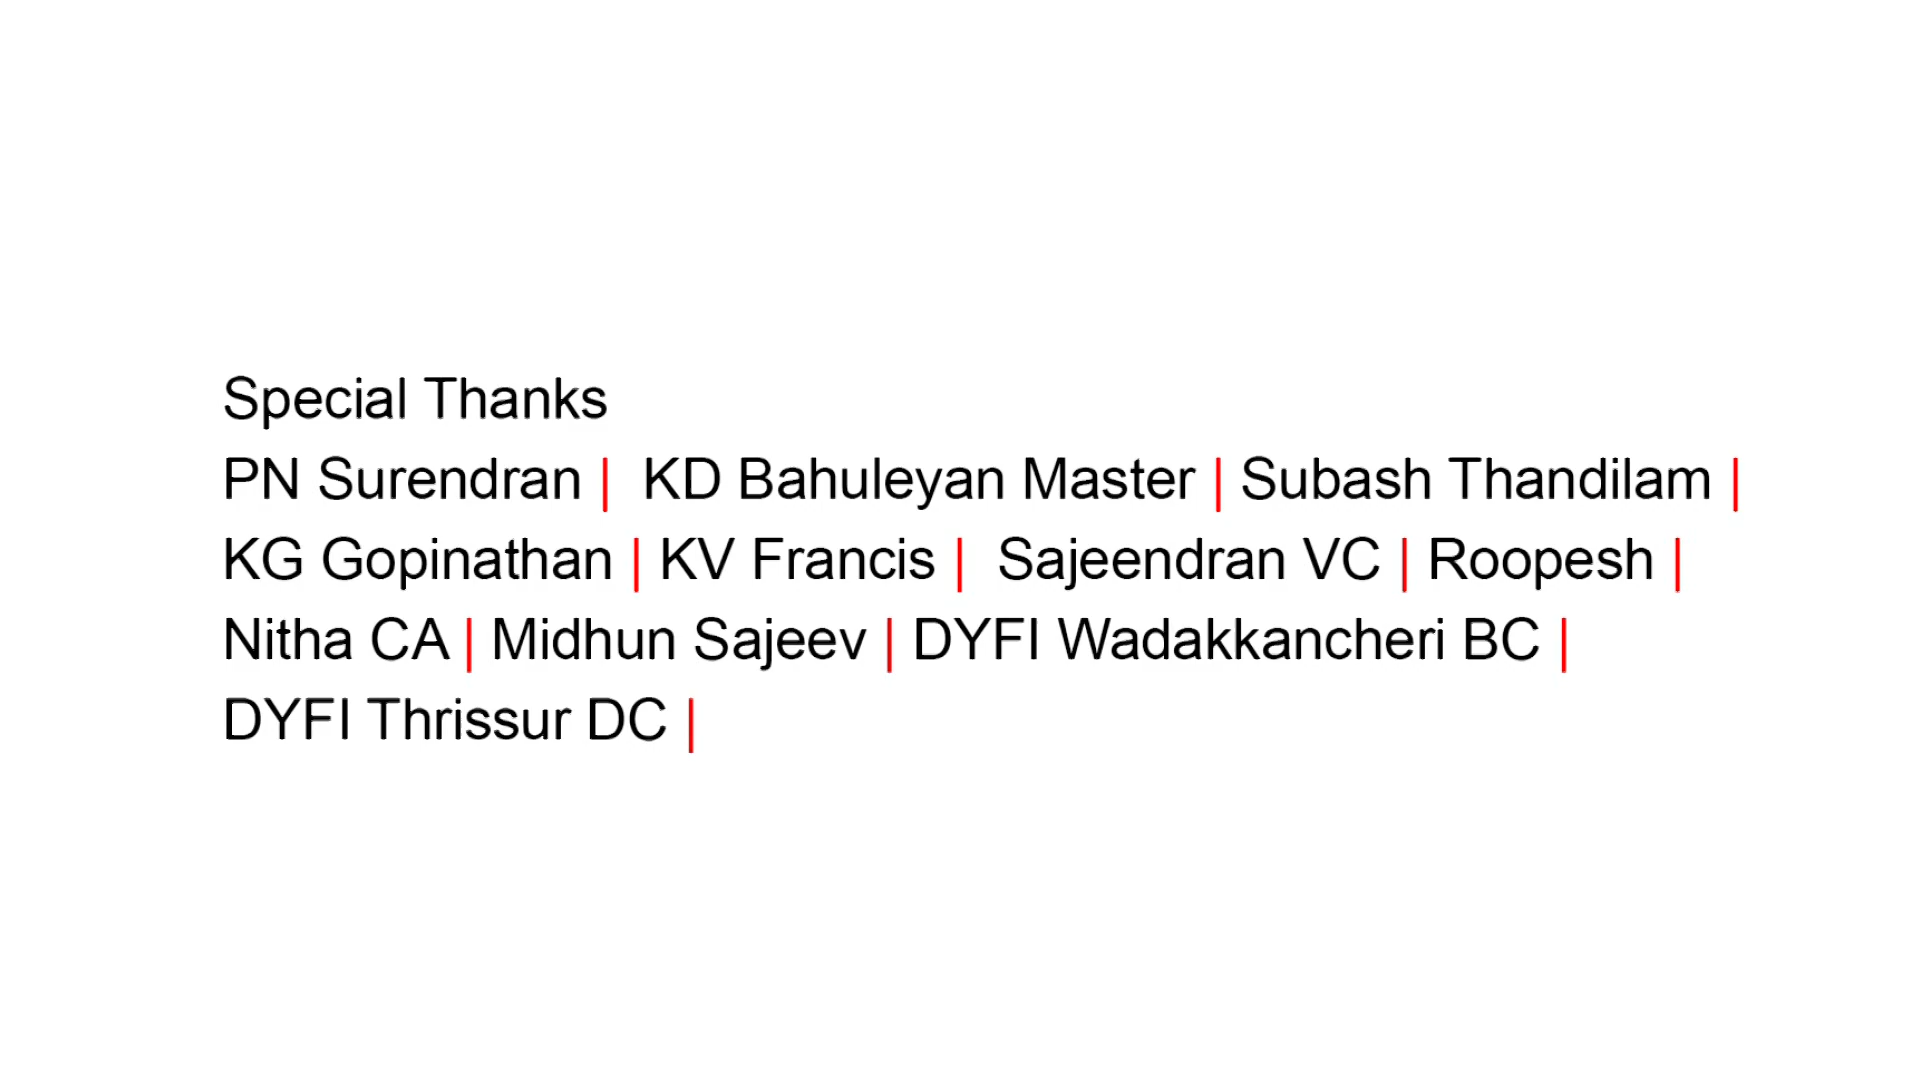 Special Thanks
PN Surendran | KD Bahuleyan Master | Subash Thandilam |
KG Gopinathan | KV Francis | Sajeendran VC | Roopesh |
Nitha CA | Midhun Sajeev | DYFI Wadakkancheri BC |
DYFI Thrissur DC |